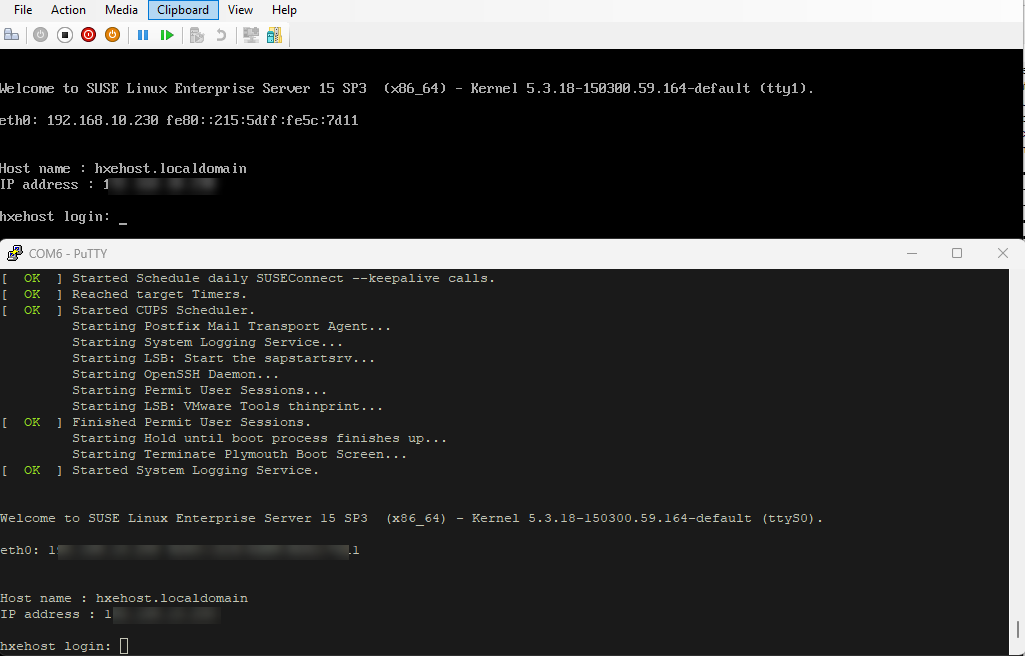 File Action Media Clipboard View Help
Welcome to SUSE Linux Enterprise Server 15 SP3  (x86_64) - Kernel 5.3.18-150300.59.164-default (tty1).
eth0: 192.168.10.230 fe80::215:5dff:fe5c:7d11
Host name : hxehost.localdomain
IP address : 1
hxehost login: _
COM6 - PuTTY
[  OK  ] Started Schedule daily SUSEConnect --keepalive calls.
[  OK  ] Reached target Timers.
[  OK  ] Started CUPS Scheduler.
Starting Postfix Mail Transport Agent...
Starting System Logging Service...
Starting LSB: Start the sapstartsrv...
Starting OpenSSH Daemon...
Starting Permit User Sessions...
Starting LSB: VMware Tools thinprint...
[  OK  ] Finished Permit User Sessions.
Starting Hold until boot process finishes up...
Starting Terminate Plymouth Boot Screen...
[  OK  ] Started System Logging Service.
Welcome to SUSE Linux Enterprise Server 15 SP3  (x86_64) - Kernel 5.3.18-150300.59.164-default (ttyS0).
eth0: 1
Host name : hxehost.localdomain
IP address : 1
hxehost login: